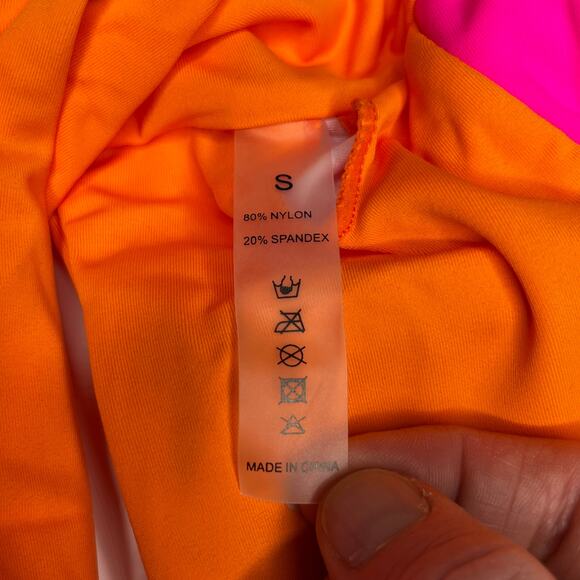 S
80% NYLON
20% SPANDEX
MADE IN CHINA